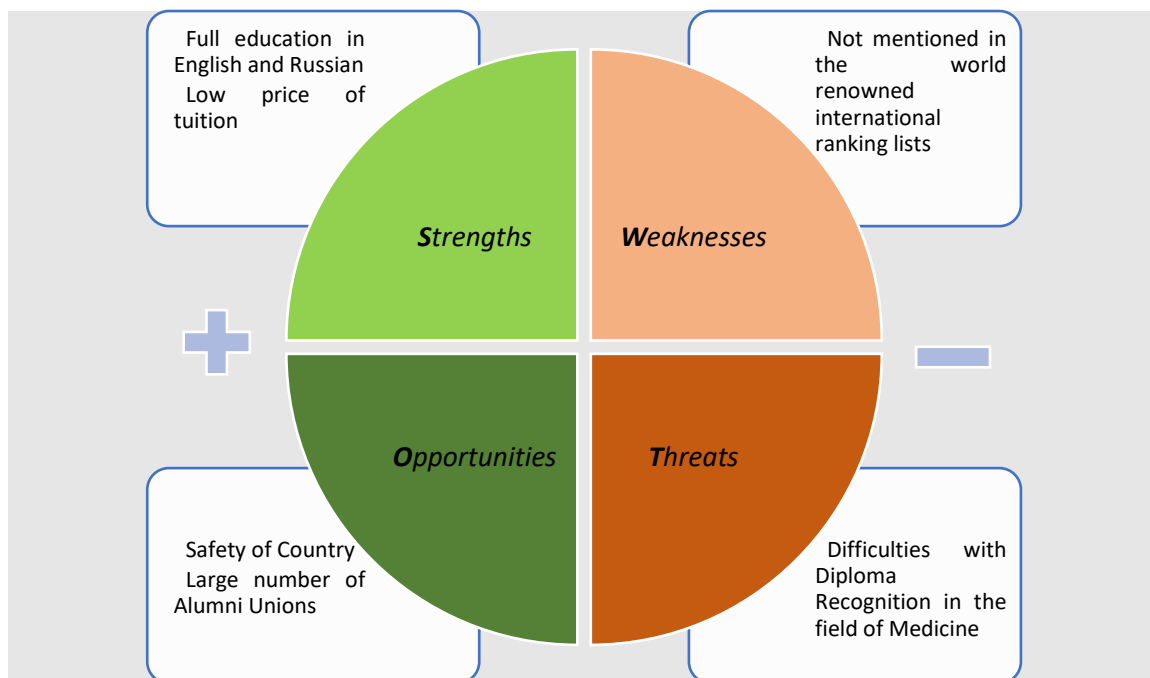 Full education in
English and Russian
Low price of
tuition
Not mentioned in
the world
renowned
international
ranking lists
Strengths
Weaknesses
Opportunities
Threats
Safety of Country
Large number of
Alumni Unions
Difficulties with
Diploma
Recognition in the
field of Medicine